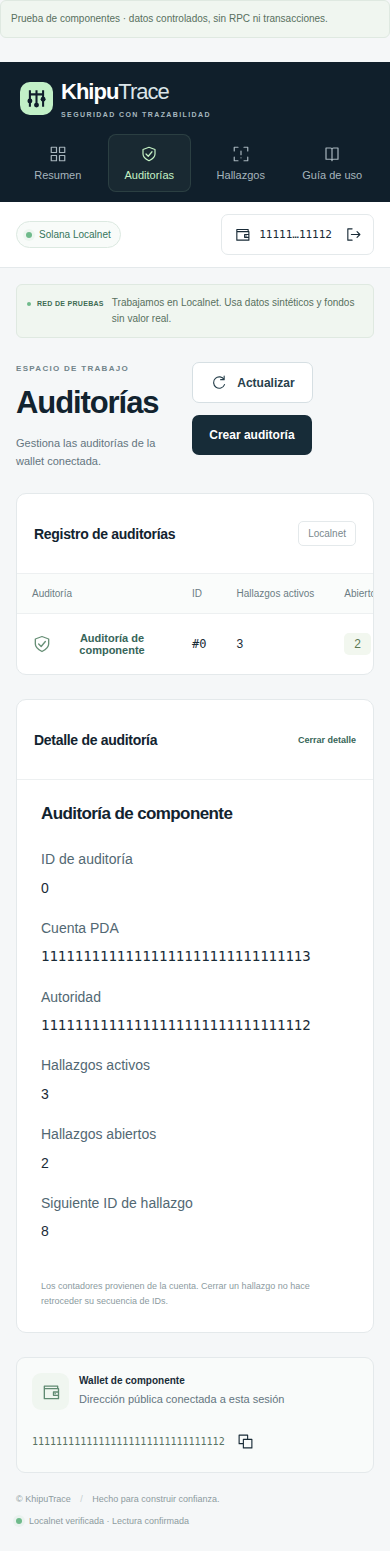 Prueba de componentes · datos controlados, sin RPC ni transacciones.
KhipuTrace
SEGURIDAD CON TRAZABILIDAD
Resumen
Auditorías
Hallazgos
Guía de uso
Solana Localnet
11111…11112
RED DE PRUEBAS
Trabajamos en Localnet. Usa datos sintéticos y fondos
sin valor real.
ESPACIO DE TRABAJO
Auditorías
Gestiona las auditorías de la
wallet conectada.
Actualizar
Crear auditoría
Registro de auditorías
Localnet
Auditoría ID Hallazgos activos Abierto
Auditoría de
componente
#0 3 2
Detalle de auditoría
Cerrar detalle
Auditoría de componente
ID de auditoría
0
Cuenta PDA
11111111111111111111111111111113
Autoridad
11111111111111111111111111111112
Hallazgos activos
3
Hallazgos abiertos
2
Siguiente ID de hallazgo
8
Los contadores provienen de la cuenta. Cerrar un hallazgo no hace
retroceder su secuencia de IDs.
Wallet de componente
Dirección pública conectada a esta sesión
11111111111111111111111111111112
© KhipuTrace / Hecho para construir confianza.
Localnet verificada · Lectura confirmada